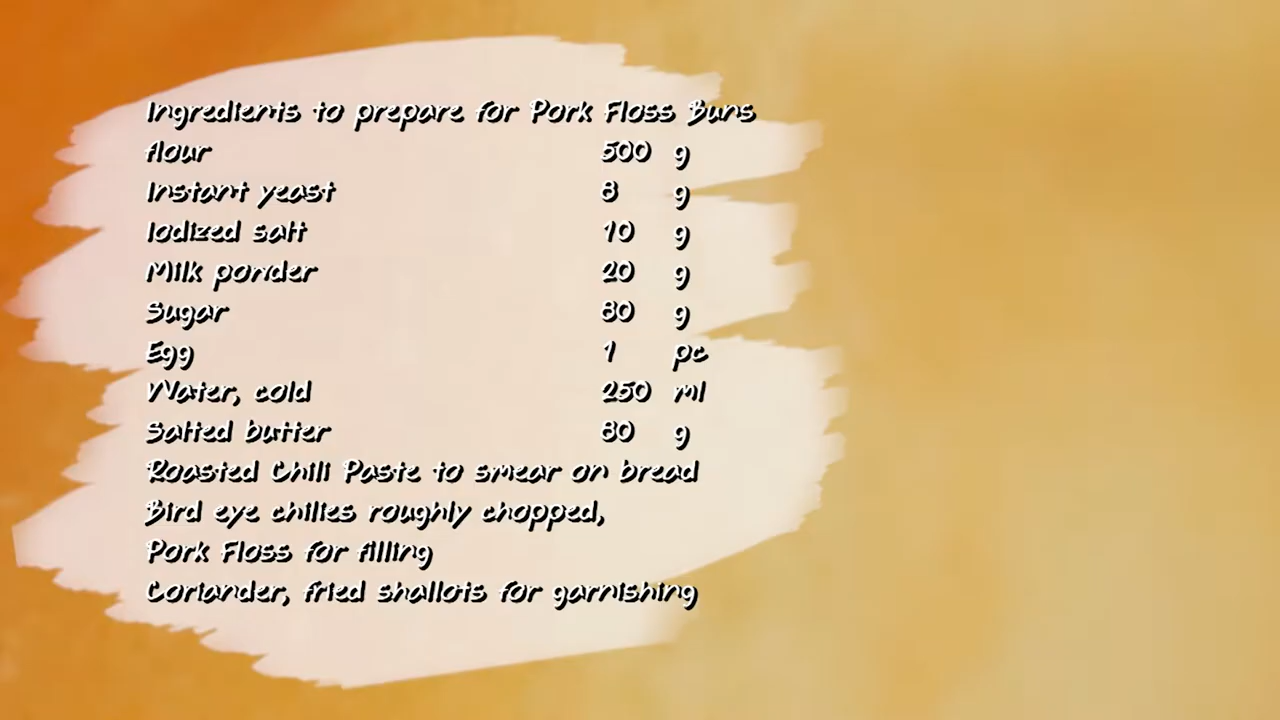 Ingredients to prepare for Pork Floss Buns
flour 500 g
Instant yeast 8 g
Iodized salt 10 g
Milk powder 20 g
Sugar 80 g
Egg 1 pc
Water, cold 250 ml
Salted butter 80 g
Roasted Chili Paste to smear on bread
Bird eye chilies roughly chopped,
Pork Floss for filling
Coriander, fried shallots for garnishing